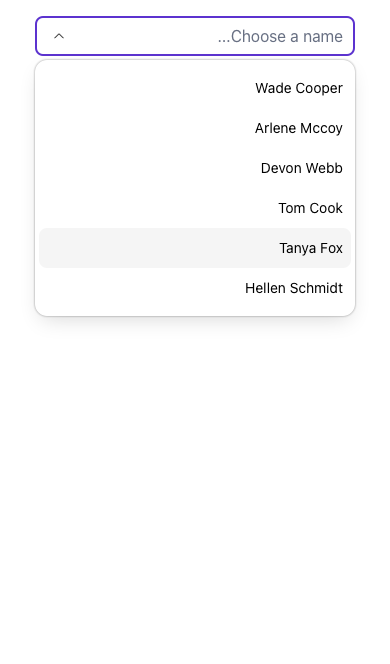 ...Choose a name
Wade Cooper
Arlene Mccoy
Devon Webb
Tom Cook
Tanya Fox
Hellen Schmidt